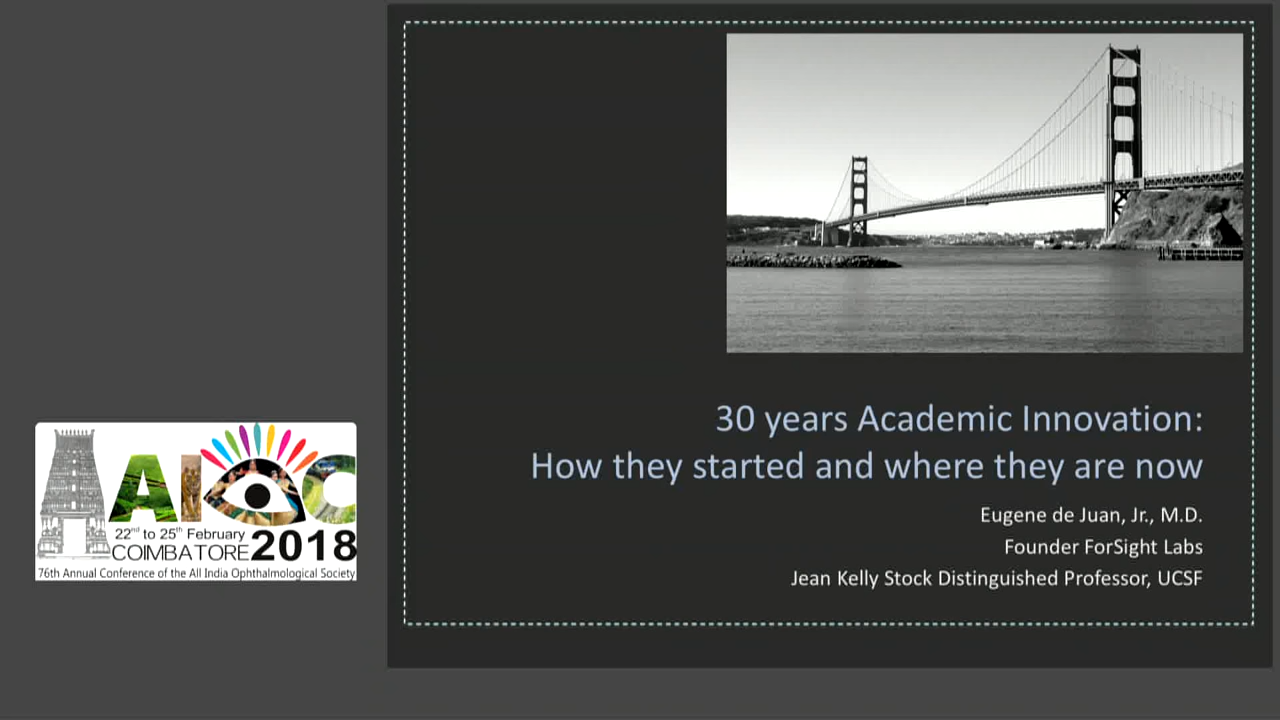 30 years Academic Innovation:
How they started and where they are now
Eugene de Juan, Jr., M.D.
Founder ForSight Labs
Jean Kelly Stock Distinguished Professor, UCSF
AIOC
22nd to 25th February
COIMBATORE 2018
76th Annual Conference of the All India Ophthalmological Society